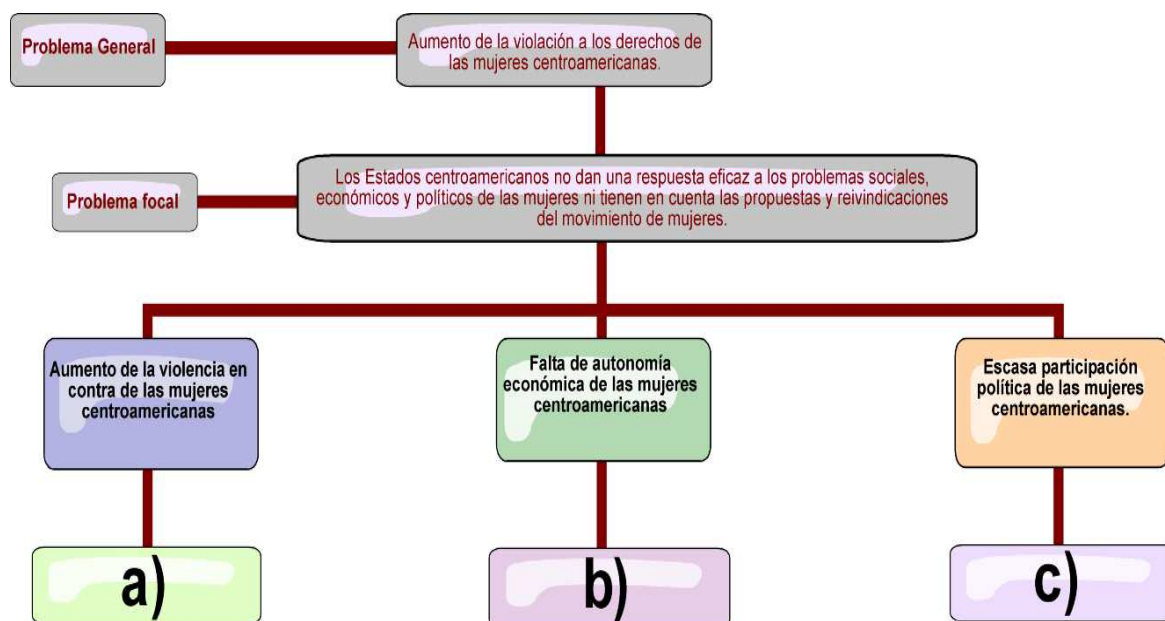 Problema General
Aumento de la violación a los derechos de
las mujeres centroamericanas.
Problema focal
Los Estados centroamericanos no dan una respuesta eficaz a los problemas sociales,
económicos y políticos de las mujeres ni tienen en cuenta las propuestas y reivindicaciones
del movimiento de mujeres.
Aumento de la violencia en
contra de las mujeres
centroamericanas
Falta de autonomía
económica de las mujeres
centroamericanas
Escasa participación
política de las mujeres
centroamericanas.
a)
b)
c)